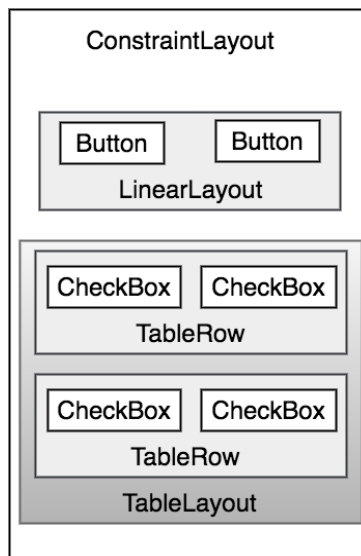 ConstraintLayout
Button Button
LinearLayout
CheckBox CheckBox
TableRow
CheckBox CheckBox
TableRow
TableLayout